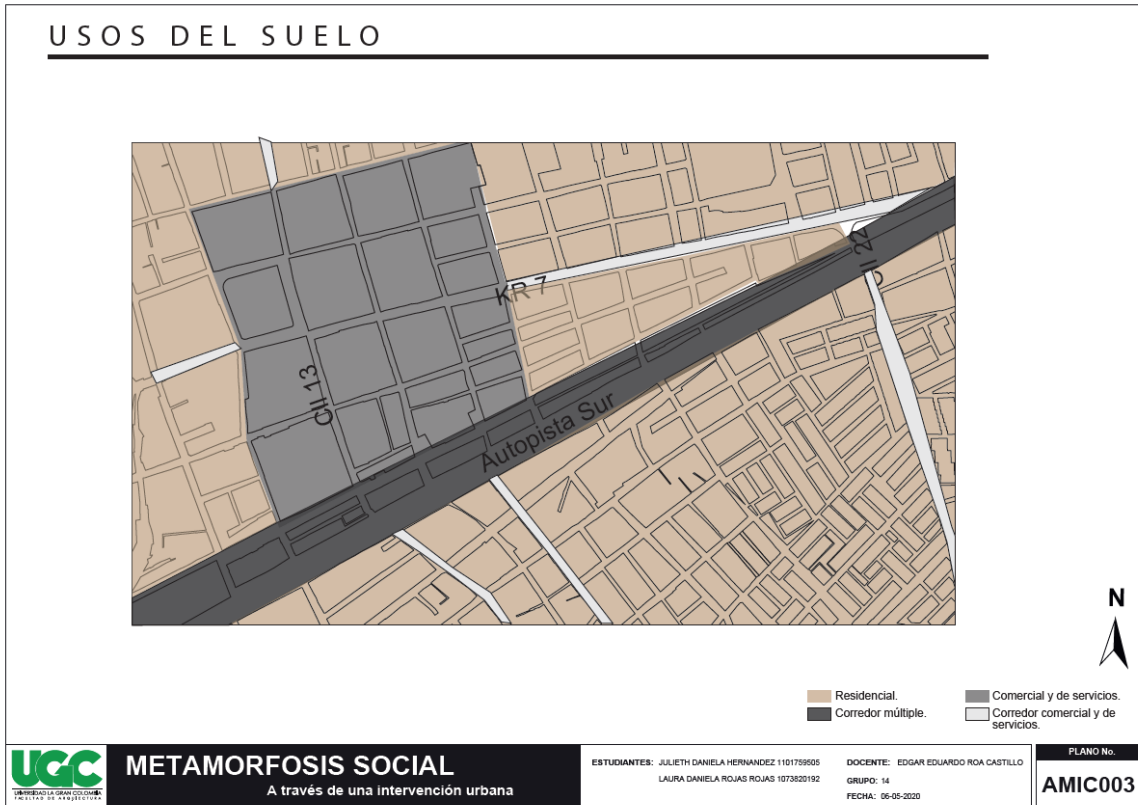 USOS DEL SUELO
KR 7
Cll 22
Cll 13
Autopista Sur
N
Residencial.
Corredor múltiple.
Comercial y de servicios.
Corredor comercial y de
servicios.
UGC
UNIVERSIDAD LA GRAN COLOMBIA
FACULTAD DE ARQUITECTURA
METAMORFOSIS SOCIAL
A través de una intervención urbana
ESTUDIANTES: JULIETH DANIELA HERNANDEZ 1101759505
LAURA DANIELA ROJAS ROJAS 1073820192
DOCENTE: EDGAR EDUARDO ROA CASTILLO
GRUPO: 14
FECHA: 06-05-2020
PLANO No.
AMIC003